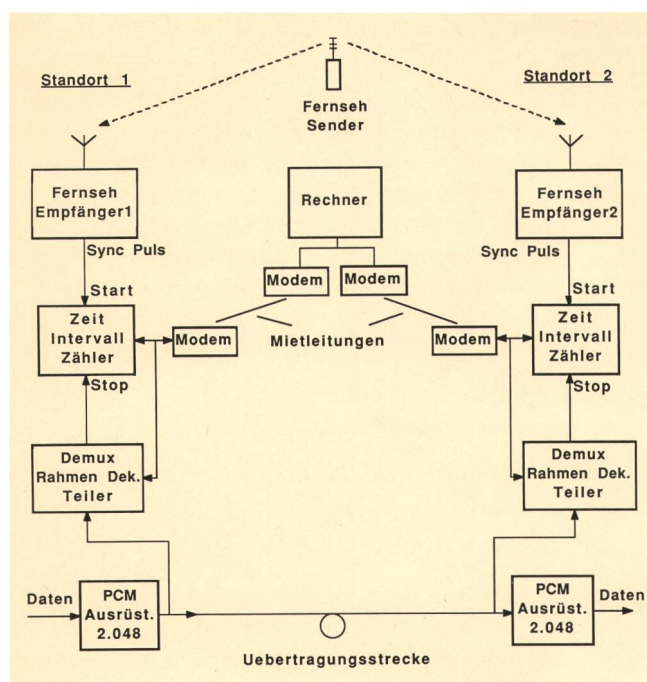 Standort 1
Standort 2
Fernseh
Sender
Fernseh
Empfänger1
Rechner
Fernseh
Empfänger2
Sync Puls
Sync Puls
Modem
Modem
Start
Start
Zeit
Intervall
Zähler
Modem
Mietleitungen
Modem
Zeit
Intervall
Zähler
Stop
Stop
Demux
Rahmen Dek.
Teiler
Demux
Rahmen Dek.
Teiler
Daten
PCM
Ausrüst.
2.048
PCM
Ausrüst.
2.048
Daten
Uebertragungsstrecke